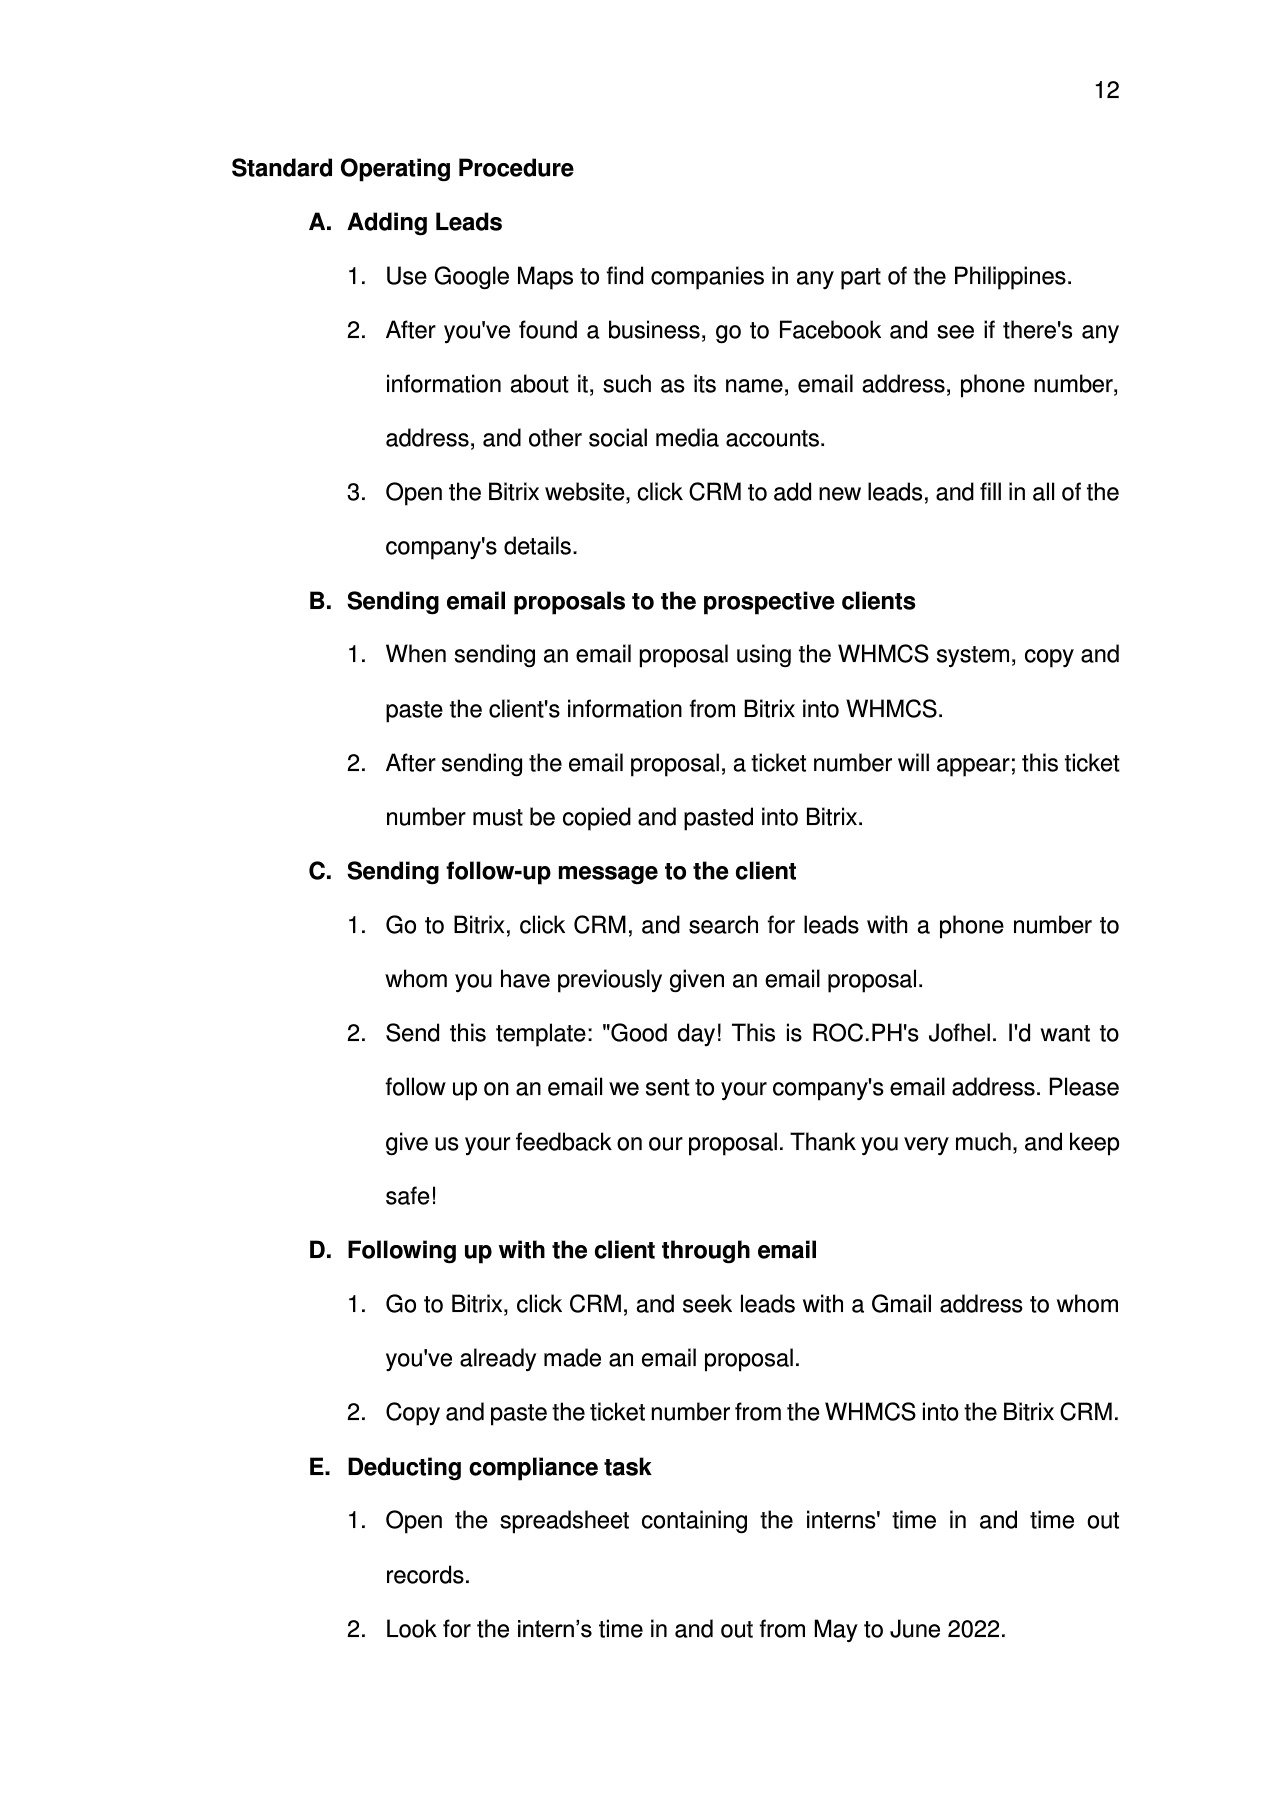 12
Standard Operating Procedure
A. Adding Leads
1. Use Google Maps to find companies in any part of the Philippines.
2. After you've found a business, go to Facebook and see if there's any
information about it, such as its name, email address, phone number,
address, and other social media accounts.
3. Open the Bitrix website, click CRM to add new leads, and fill in all of the
company's details.
B. Sending email proposals to the prospective clients
1. When sending an email proposal using the WHMCS system, copy and
paste the client's information from Bitrix into WHMCS.
2. After sending the email proposal, a ticket number will appear; this ticket
number must be copied and pasted into Bitrix.
C. Sending follow-up message to the client
1. Go to Bitrix, click CRM, and search for leads with a phone number to
whom you have previously given an email proposal.
2. Send this template: "Good day! This is ROC.PH's Jofhel. I'd want to
follow up on an email we sent to your company's email address. Please
give us your feedback on our proposal. Thank you very much, and keep
safe!
D. Following up with the client through email
1. Go to Bitrix, click CRM, and seek leads with a Gmail address to whom
you've already made an email proposal.
2. Copy and paste the ticket number from the WHMCS into the Bitrix CRM.
E. Deducting compliance task
1. Open the spreadsheet containing the interns' time in and time out
records.
2. Look for the intern’s time in and out from May to June 2022.